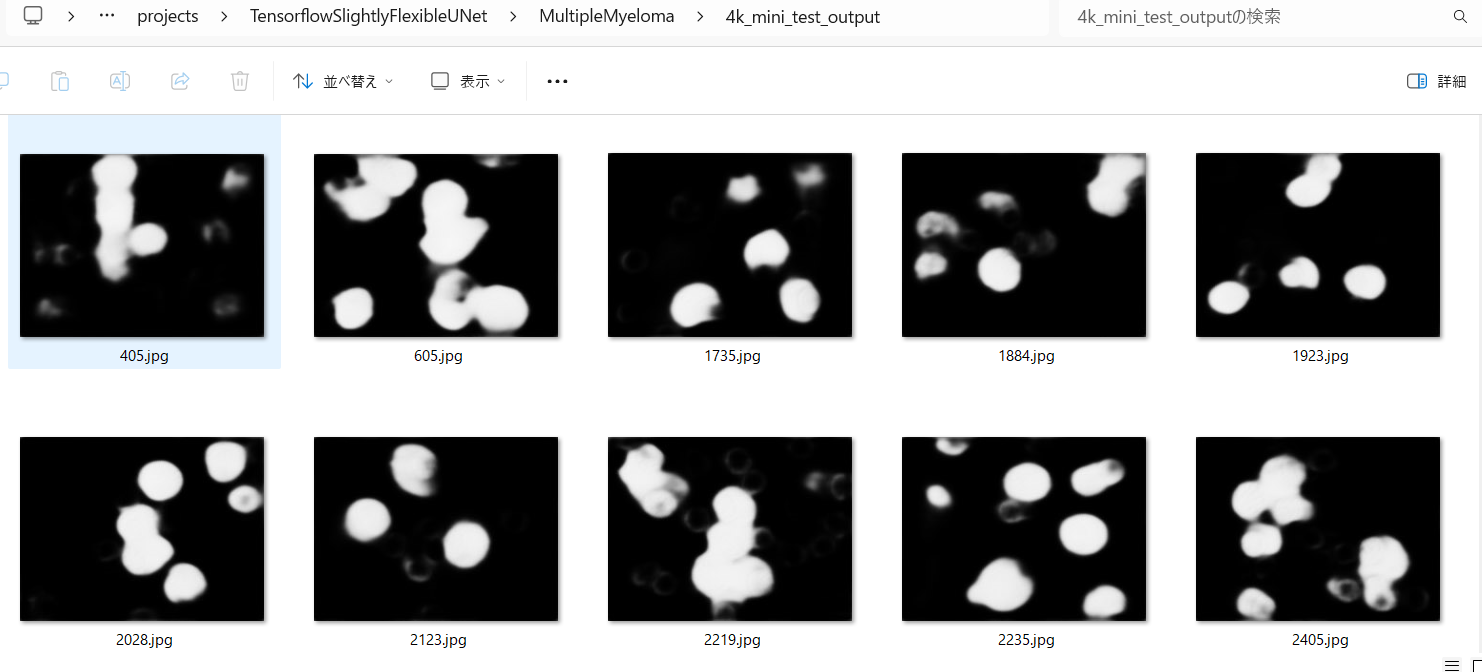 … > projects > TensorflowSlightlyFlexibleUNet > MultipleMyeloma > 4k_mini_test_output
4k_mini_test_outputの検索
並べ替え 表示 … 詳細
405.jpg 605.jpg 1735.jpg 1884.jpg 1923.jpg
2028.jpg 2123.jpg 2219.jpg 2235.jpg 2405.jpg